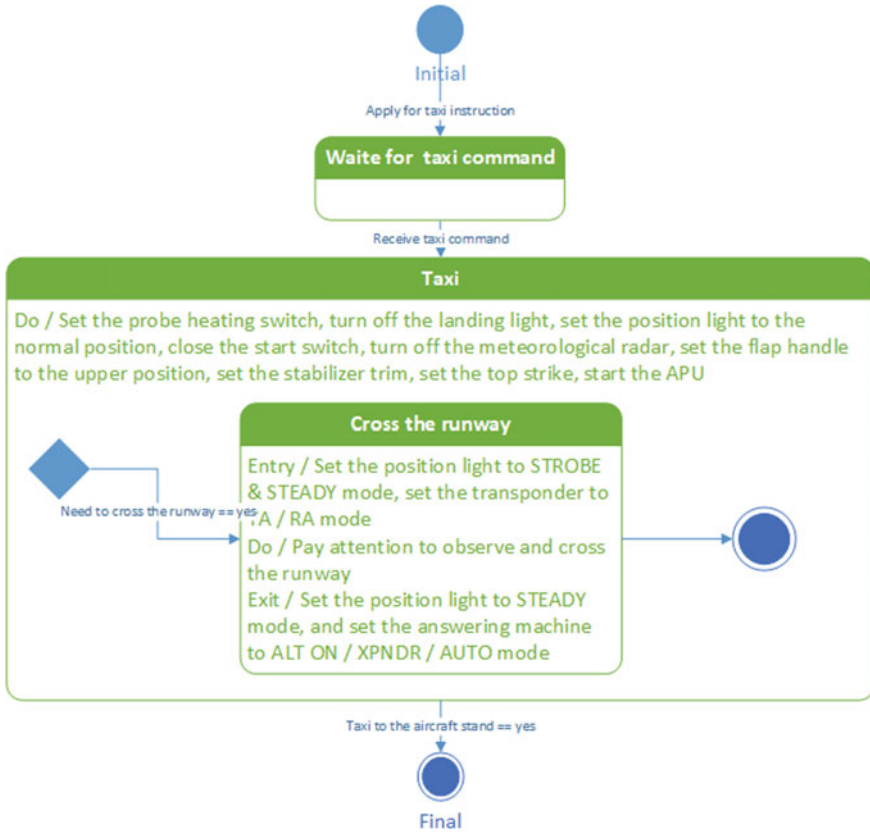 Initial
Apply for taxi instruction
Waite for taxi command
Receive taxi command
Taxi
Do / Set the probe heating switch, turn off the landing light, set the position light to the
normal position, close the start switch, turn off the meteorological radar, set the flap handle
to the upper position, set the stabilizer trim, set the top strike, start the APU
Cross the runway
Entry / Set the position light to STROBE
& STEADY mode, set the transponder to
Need to cross the runway == yes
/ RA mode
Do / Pay attention to observe and cross
the runway
Exit / Set the position light to STEADY
mode, and set the answering machine
to ALT ON / XPNDR / AUTO mode
Taxi to the aircraft stand == yes
Final